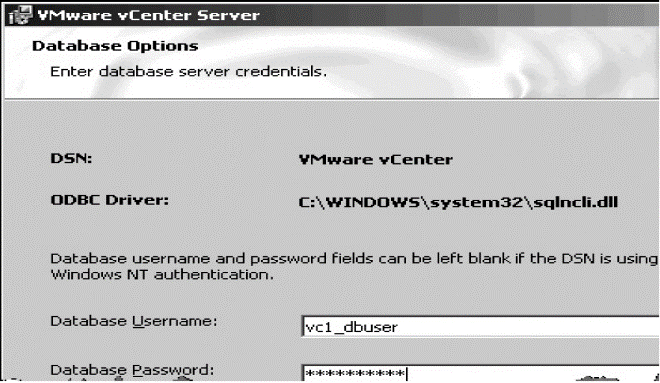 VMware vCenter Server
Database Options
Enter database server credentials.
DSN: VMware vCenter
ODBC Driver: C:\WINDOWS\system32\sqlncli.dll
Database username and password fields can be left blank if the DSN is using
Windows NT authentication.
Database Username: vc1_dbuser
Database Password: **********